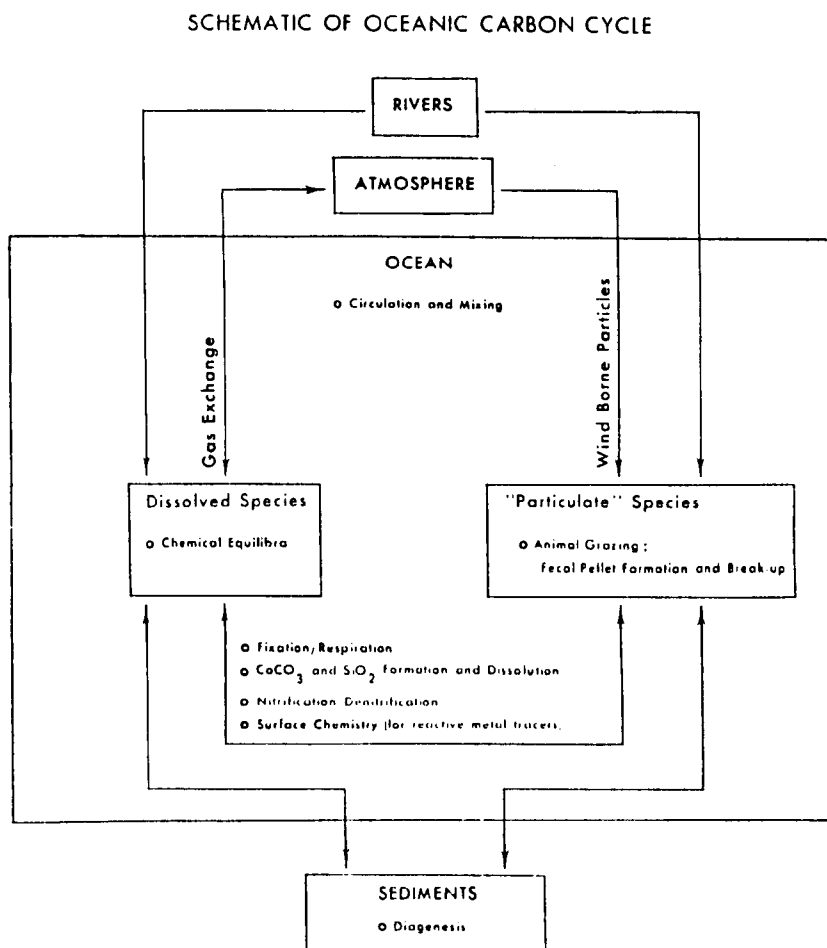 SCHEMATIC OF OCEANIC CARBON CYCLE
RIVERS
ATMOSPHERE
OCEAN
o Circulation and Mixing
Gas Exchange
Wind Borne Particles
Dissolved Species
o Chemical Equilibra
"Particulate" Species
o Animal Grazing;
Fecal Pellet Formation and Break-up
o Fixation/Respiration
o CaCO₃ and SiO₂ Formation and Dissolution
o Nitrification Denitrification
o Surface Chemistry (for reactive metal tracers)
SEDIMENTS
o Diagenesis